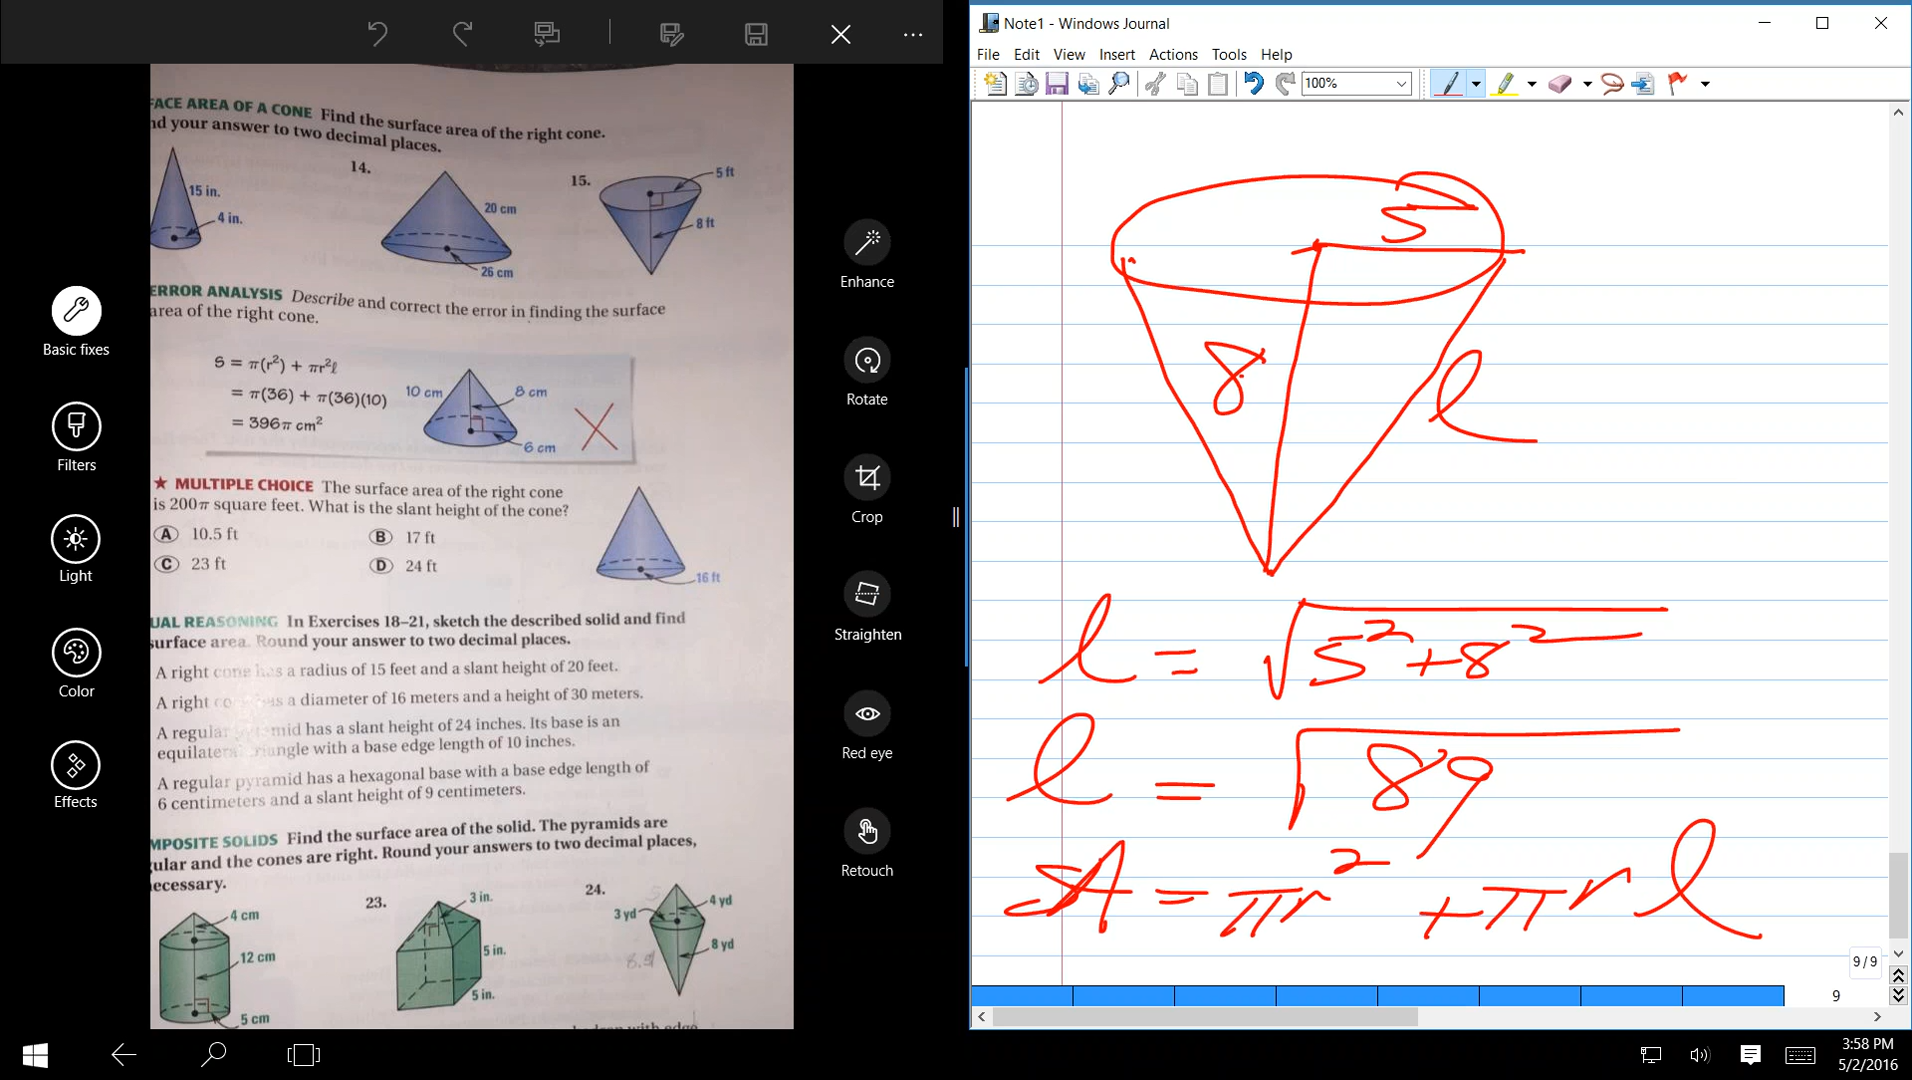 Note1 - Windows Journal
File Edit View Insert Actions Tools Help
100%
FACE AREA OF A CONE Find the surface area of the right cone.
nd your answer to two decimal places.
15 in.
4 in.
14.
20 cm
26 cm
15.
5 ft
8 ft
ERROR ANALYSIS Describe and correct the error in finding the surface
area of the right cone.
S = π(r²) + πr²ℓ
= π(36) + π(36)(10)
= 396π cm²
10 cm
8 cm
6 cm
★ MULTIPLE CHOICE The surface area of the right cone
is 200π square feet. What is the slant height of the cone?
A 10.5 ft B 17 ft
C 23 ft D 24 ft
16 ft
UAL REASONING In Exercises 18–21, sketch the described solid and find
surface area. Round your answer to two decimal places.
A right cone has a radius of 15 feet and a slant height of 20 feet.
A right cone has a diameter of 16 meters and a height of 30 meters.
A regular pyramid has a slant height of 24 inches. Its base is an
equilateral triangle with a base edge length of 10 inches.
A regular pyramid has a hexagonal base with a base edge length of
6 centimeters and a slant height of 9 centimeters.
MPOSITE SOLIDS Find the surface area of the solid. The pyramids are
gular and the cones are right. Round your answers to two decimal places,
ecessary.
4 cm
12 cm
5 cm
23.
3 in.
5 in.
5 in.
24.
3 yd
4 yd
8 yd
Basic fixes
Filters
Light
Color
Effects
Enhance
Rotate
Crop
Straighten
Red eye
Retouch
5
8
ℓ
ℓ = √5²+8²
ℓ = √89
A = πr² + πrℓ
9 / 9
9
3:58 PM
5/2/2016